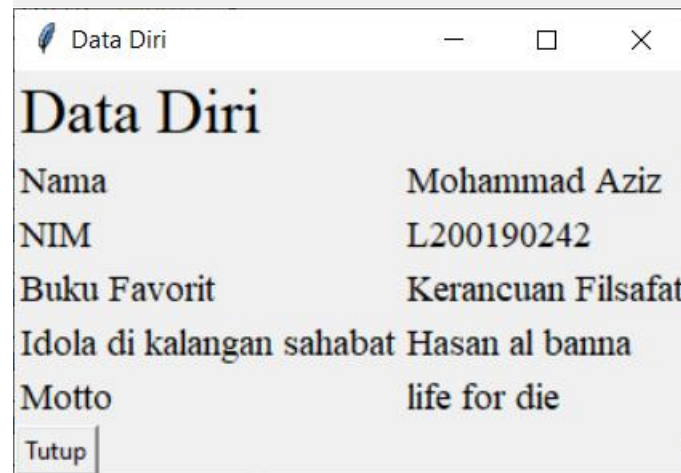 Data Diri
Data Diri
Nama Mohammad Aziz
NIM L200190242
Buku Favorit Kerancuan Filsafat
Idola di kalangan sahabat Hasan al banna
Motto life for die
Tutup